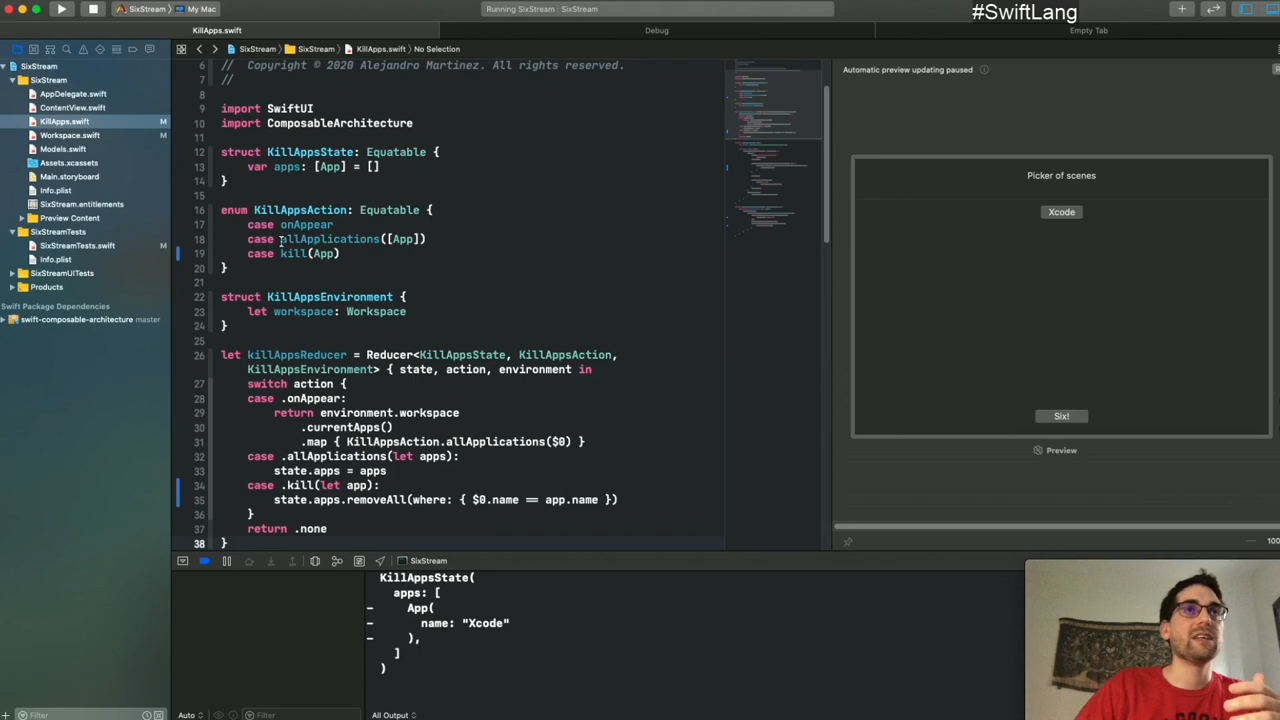 SixStream
My Mac
Running SixStream : SixStream
#SwiftLang
KillApps.swift
Debug
Empty Tab
SixStream
SixStream
KillApps.swift
No Selection
SixStream
SixStream
AppDelegate.swift
ContentView.swift
KillApps.swift M
Workspace.swift M
Models.swift
Assets.xcassets
Main.storyboard
Info.plist
SixStream.entitlements
Preview Content
SixStreamTests
SixStreamTests.swift M
Info.plist
SixStreamUITests
Products
Swift Package Dependencies
swift-composable-architecture master
6 // Copyright © 2020 Alejandro Martinez. All rights reserved.
7 //
8
9 import SwiftUI
10 import ComposableArchitecture
11
12 struct KillAppsState: Equatable {
13 var apps: [App] = []
14 }
15
16 enum KillAppsAction: Equatable {
17 case onAppear
18 case allApplications([App])
19 case kill(App)
20 }
21
22 struct KillAppsEnvironment {
23 let workspace: Workspace
24 }
25
26 let killAppsReducer = Reducer<KillAppsState, KillAppsAction,
KillAppsEnvironment> { state, action, environment in
27 switch action {
28 case .onAppear:
29 return environment.workspace
30 .currentApps()
31 .map { KillAppsAction.allApplications($0) }
32 case .allApplications(let apps):
33 state.apps = apps
34 case .kill(let app):
35 state.apps.removeAll(where: { $0.name == app.name })
36 }
37 return .none
38 }
Automatic preview updating paused
Picker of scenes
Xcode
Six!
Preview
100
SixStream
KillAppsState(
apps: [
- App(
- name: "Xcode"
- ),
]
)
Filter
Auto
Filter
All Output